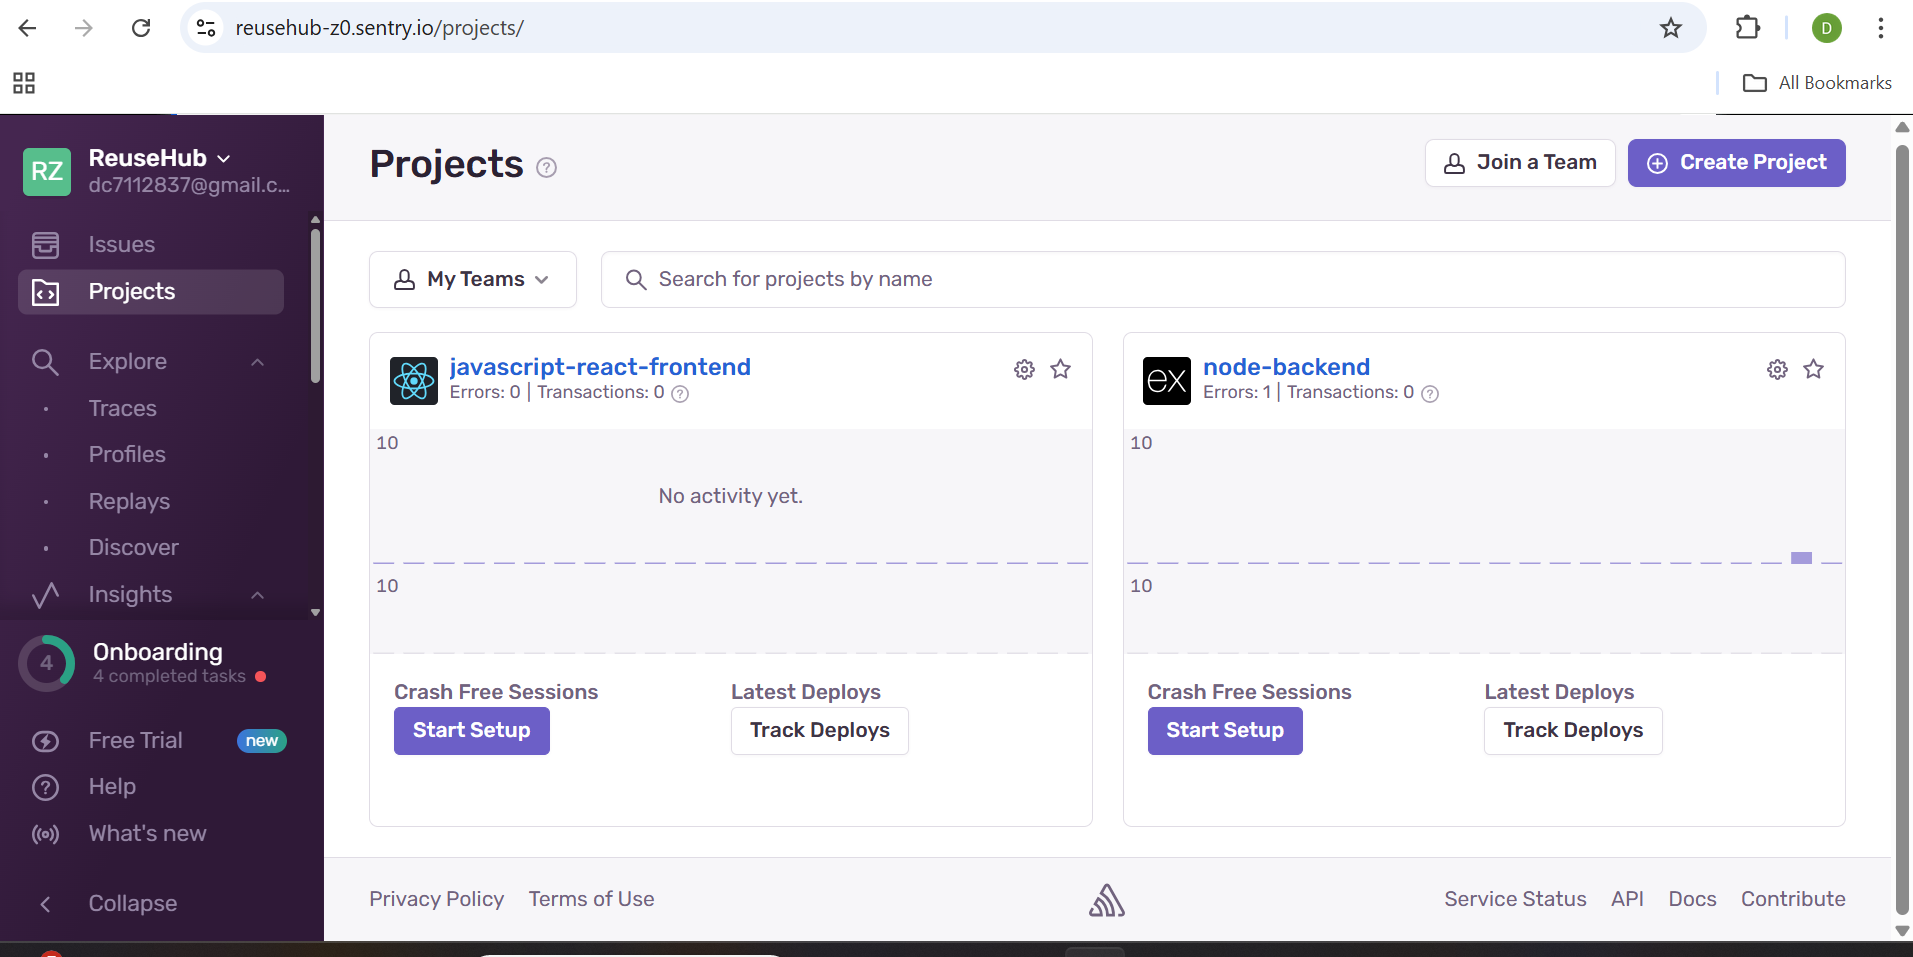 reusehub-z0.sentry.io/projects/
D
All Bookmarks
RZ
ReuseHub
dc7112837@gmail.c...
Issues
Projects
Explore
Traces
Profiles
Replays
Discover
Insights
4
Onboarding
4 completed tasks
Free Trial
new
Help
What's new
Collapse
Projects ?
Join a Team
Create Project
My Teams
Search for projects by name
javascript-react-frontend
Errors: 0 | Transactions: 0 ?
10
No activity yet.
10
Crash Free Sessions
Start Setup
Latest Deploys
Track Deploys
ex
node-backend
Errors: 1 | Transactions: 0 ?
10
10
Crash Free Sessions
Start Setup
Latest Deploys
Track Deploys
Privacy Policy
Terms of Use
Service Status
API
Docs
Contribute